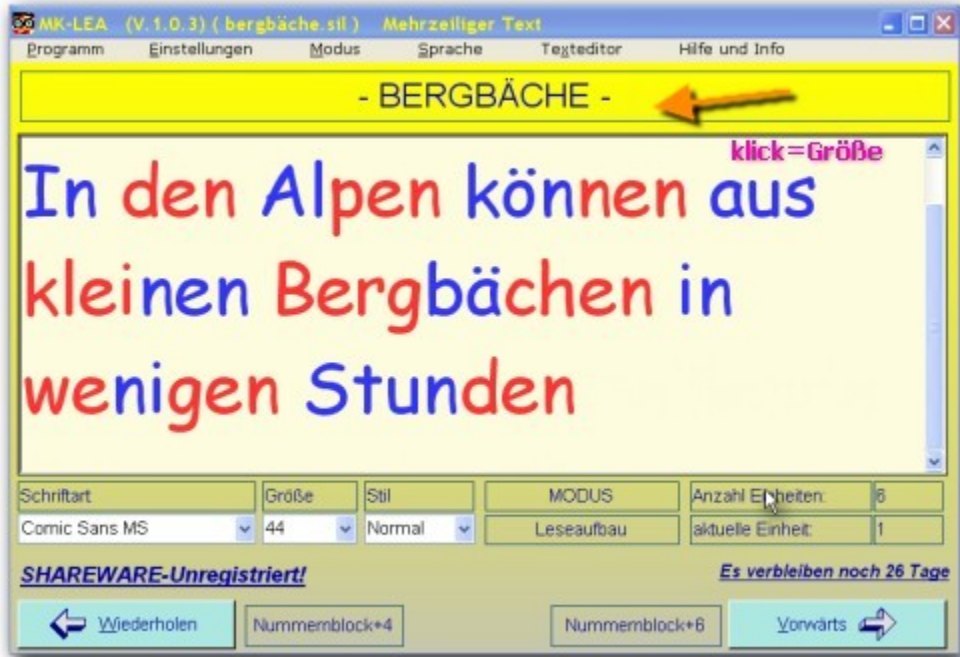 MK-LEA (V.1.0.3) ( bergbäche.sil ) Mehrzeiliger Text
Programm Einstellungen Modus Sprache Texteditor Hilfe und Info
- BERGBÄCHE -
klick=Größe
In den Alpen können aus
kleinen Bergbächen in
wenigen Stunden
Schriftart Größe Stil MODUS Anzahl Einheiten: 6
Comic Sans MS 44 Normal Leseaufbau aktuelle Einheit: 1
SHAREWARE-Unregistriert! Es verbleiben noch 26 Tage
Wiederholen Nummernblock+4 Nummernblock+6 Vorwärts